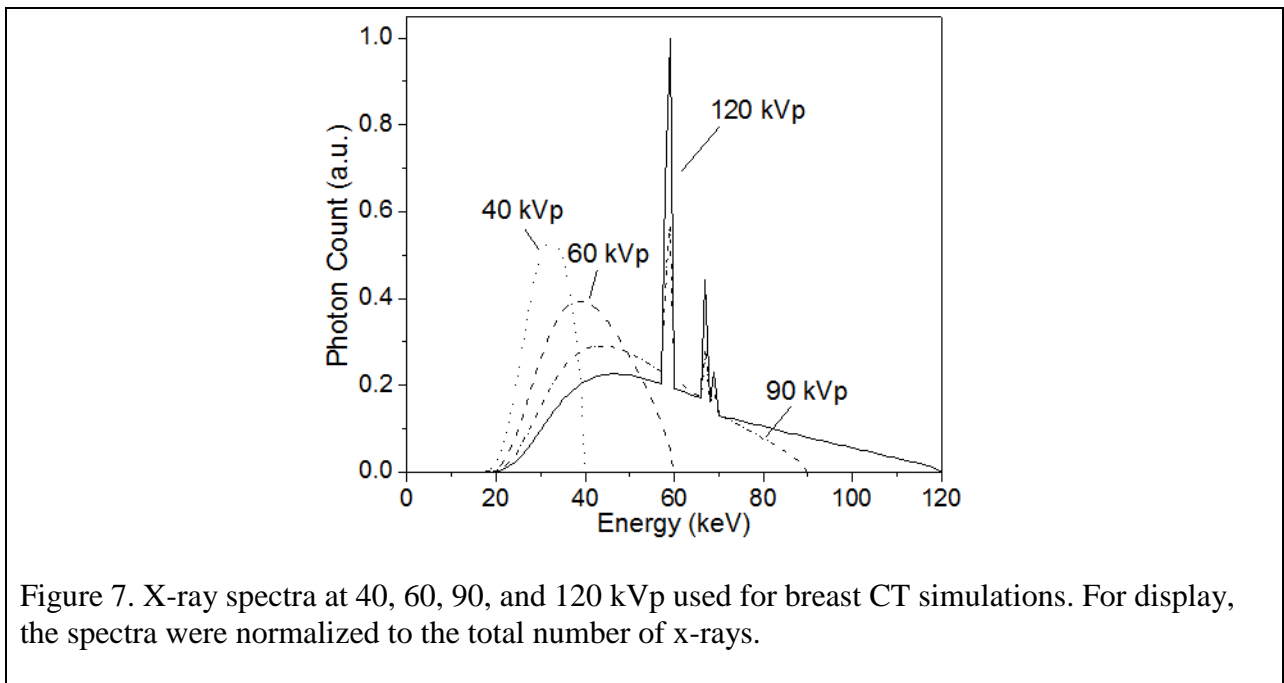 1.0
0.8
0.6
0.4
0.2
0.0
Photon Count (a.u.)
120 kVp
40 kVp
60 kVp
90 kVp
0 20 40 60 80 100 120
Energy (keV)
Figure 7. X-ray spectra at 40, 60, 90, and 120 kVp used for breast CT simulations. For display,
the spectra were normalized to the total number of x-rays.